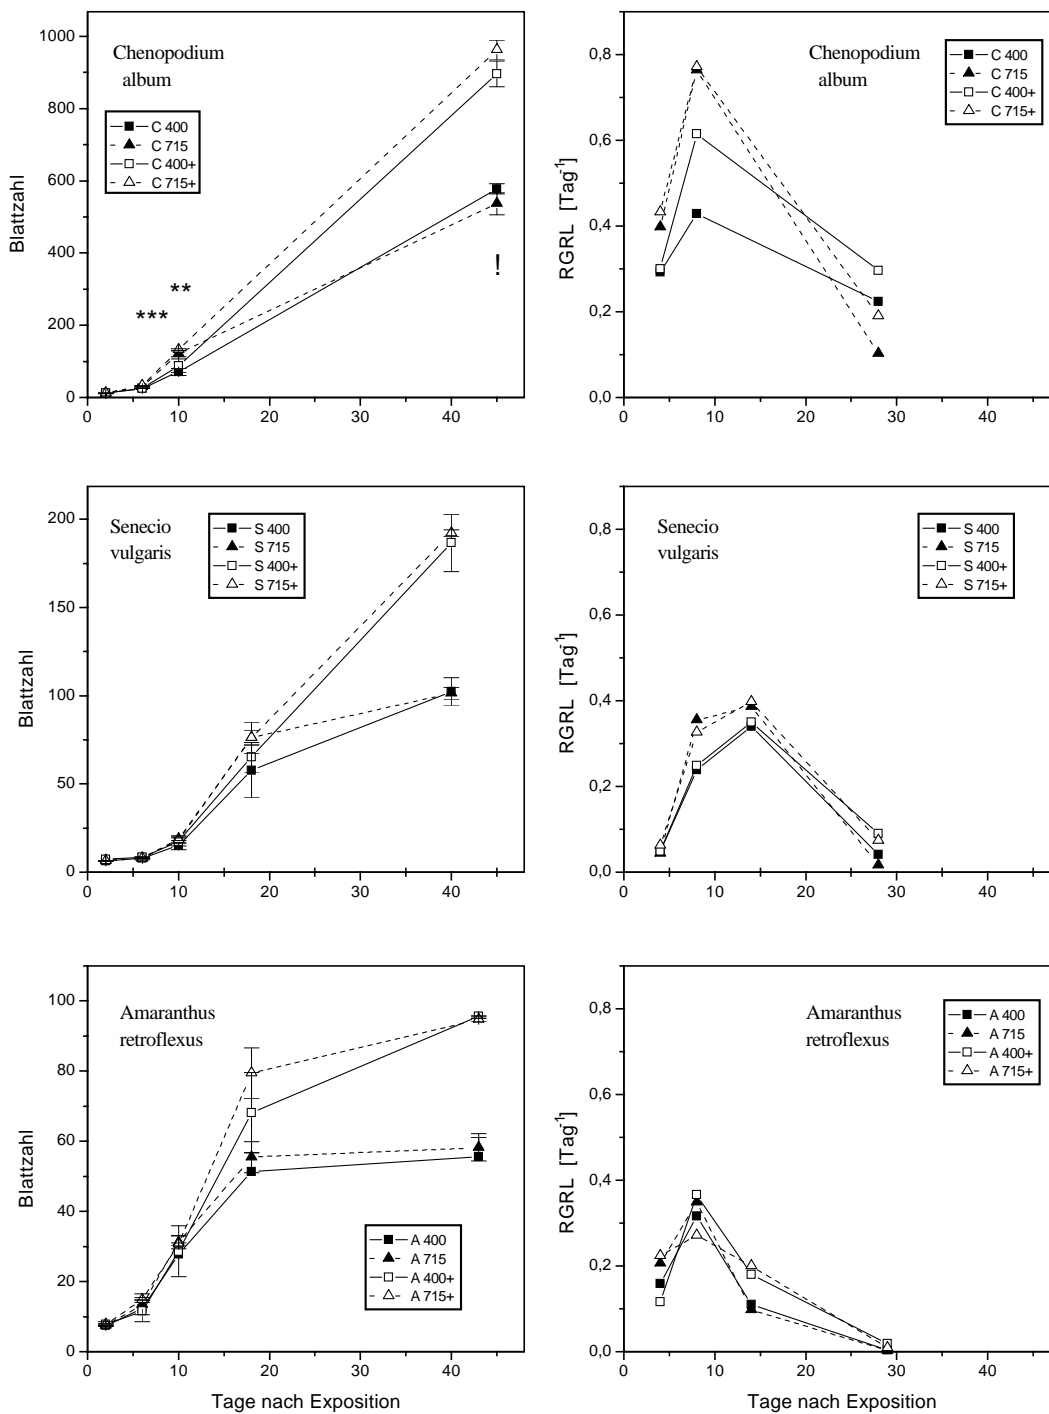 1000
800
600
400
200
0
Blattzahl
Chenopodium
album
C 400
C 715
C 400+
C 715+
***
**
!
0
10
20
30
40
0,8
0,6
0,4
0,2
0,0
RGRL [Tag-1]
Chenopodium
album
C 400
C 715
C 400+
C 715+
0
10
20
30
40
200
150
100
50
0
Blattzahl
Senecio
vulgaris
S 400
S 715
S 400+
S 715+
0
10
20
30
40
0,8
0,6
0,4
0,2
0,0
RGRL [Tag-1]
Senecio
vulgaris
S 400
S 715
S 400+
S 715+
0
10
20
30
40
100
80
60
40
20
0
Blattzahl
Amaranthus
retroflexus
A 400
A 715
A 400+
A 715+
0
10
20
30
40
Tage nach Exposition
0,8
0,6
0,4
0,2
0,0
RGRL [Tag-1]
Amaranthus
retroflexus
A 400
A 715
A 400+
A 715+
0
10
20
30
40
Tage nach Exposition